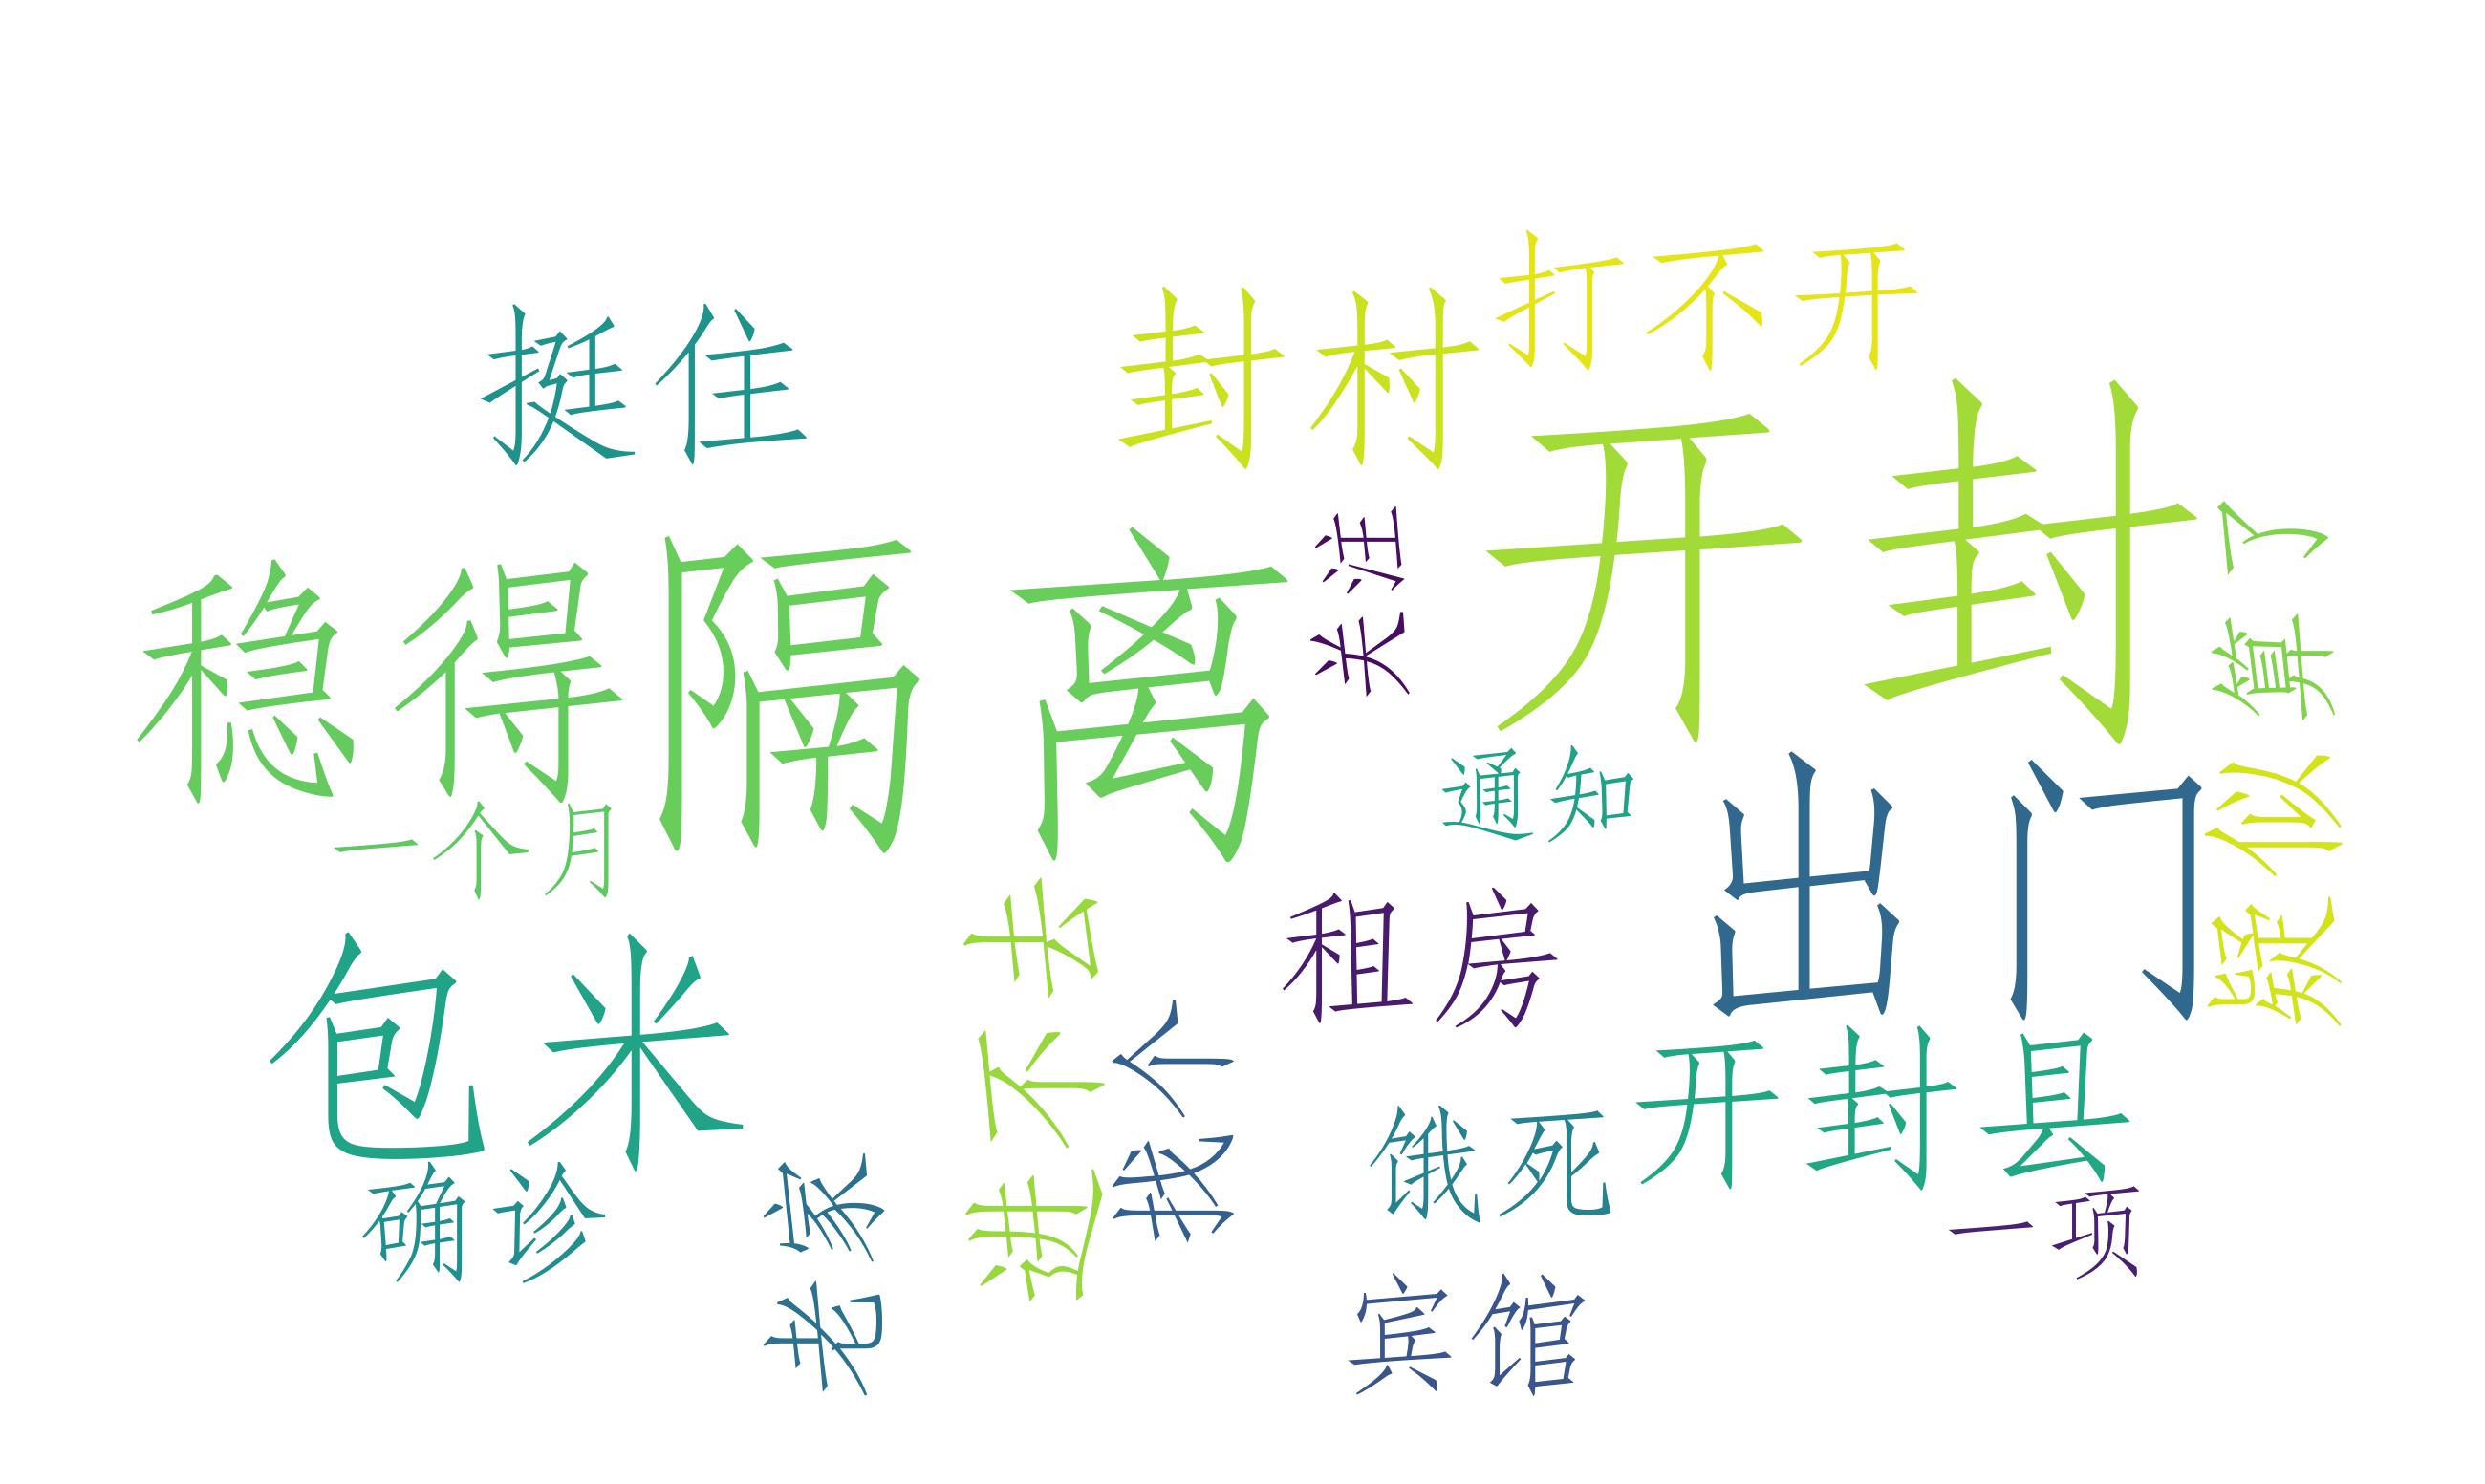 打不开
封村
挺住
开封
关注
算了
稳得
隔离
一个月
通知
出门
疑似
进不去
租房
包米
确诊
老家
饿死
开封县
一项
宾馆